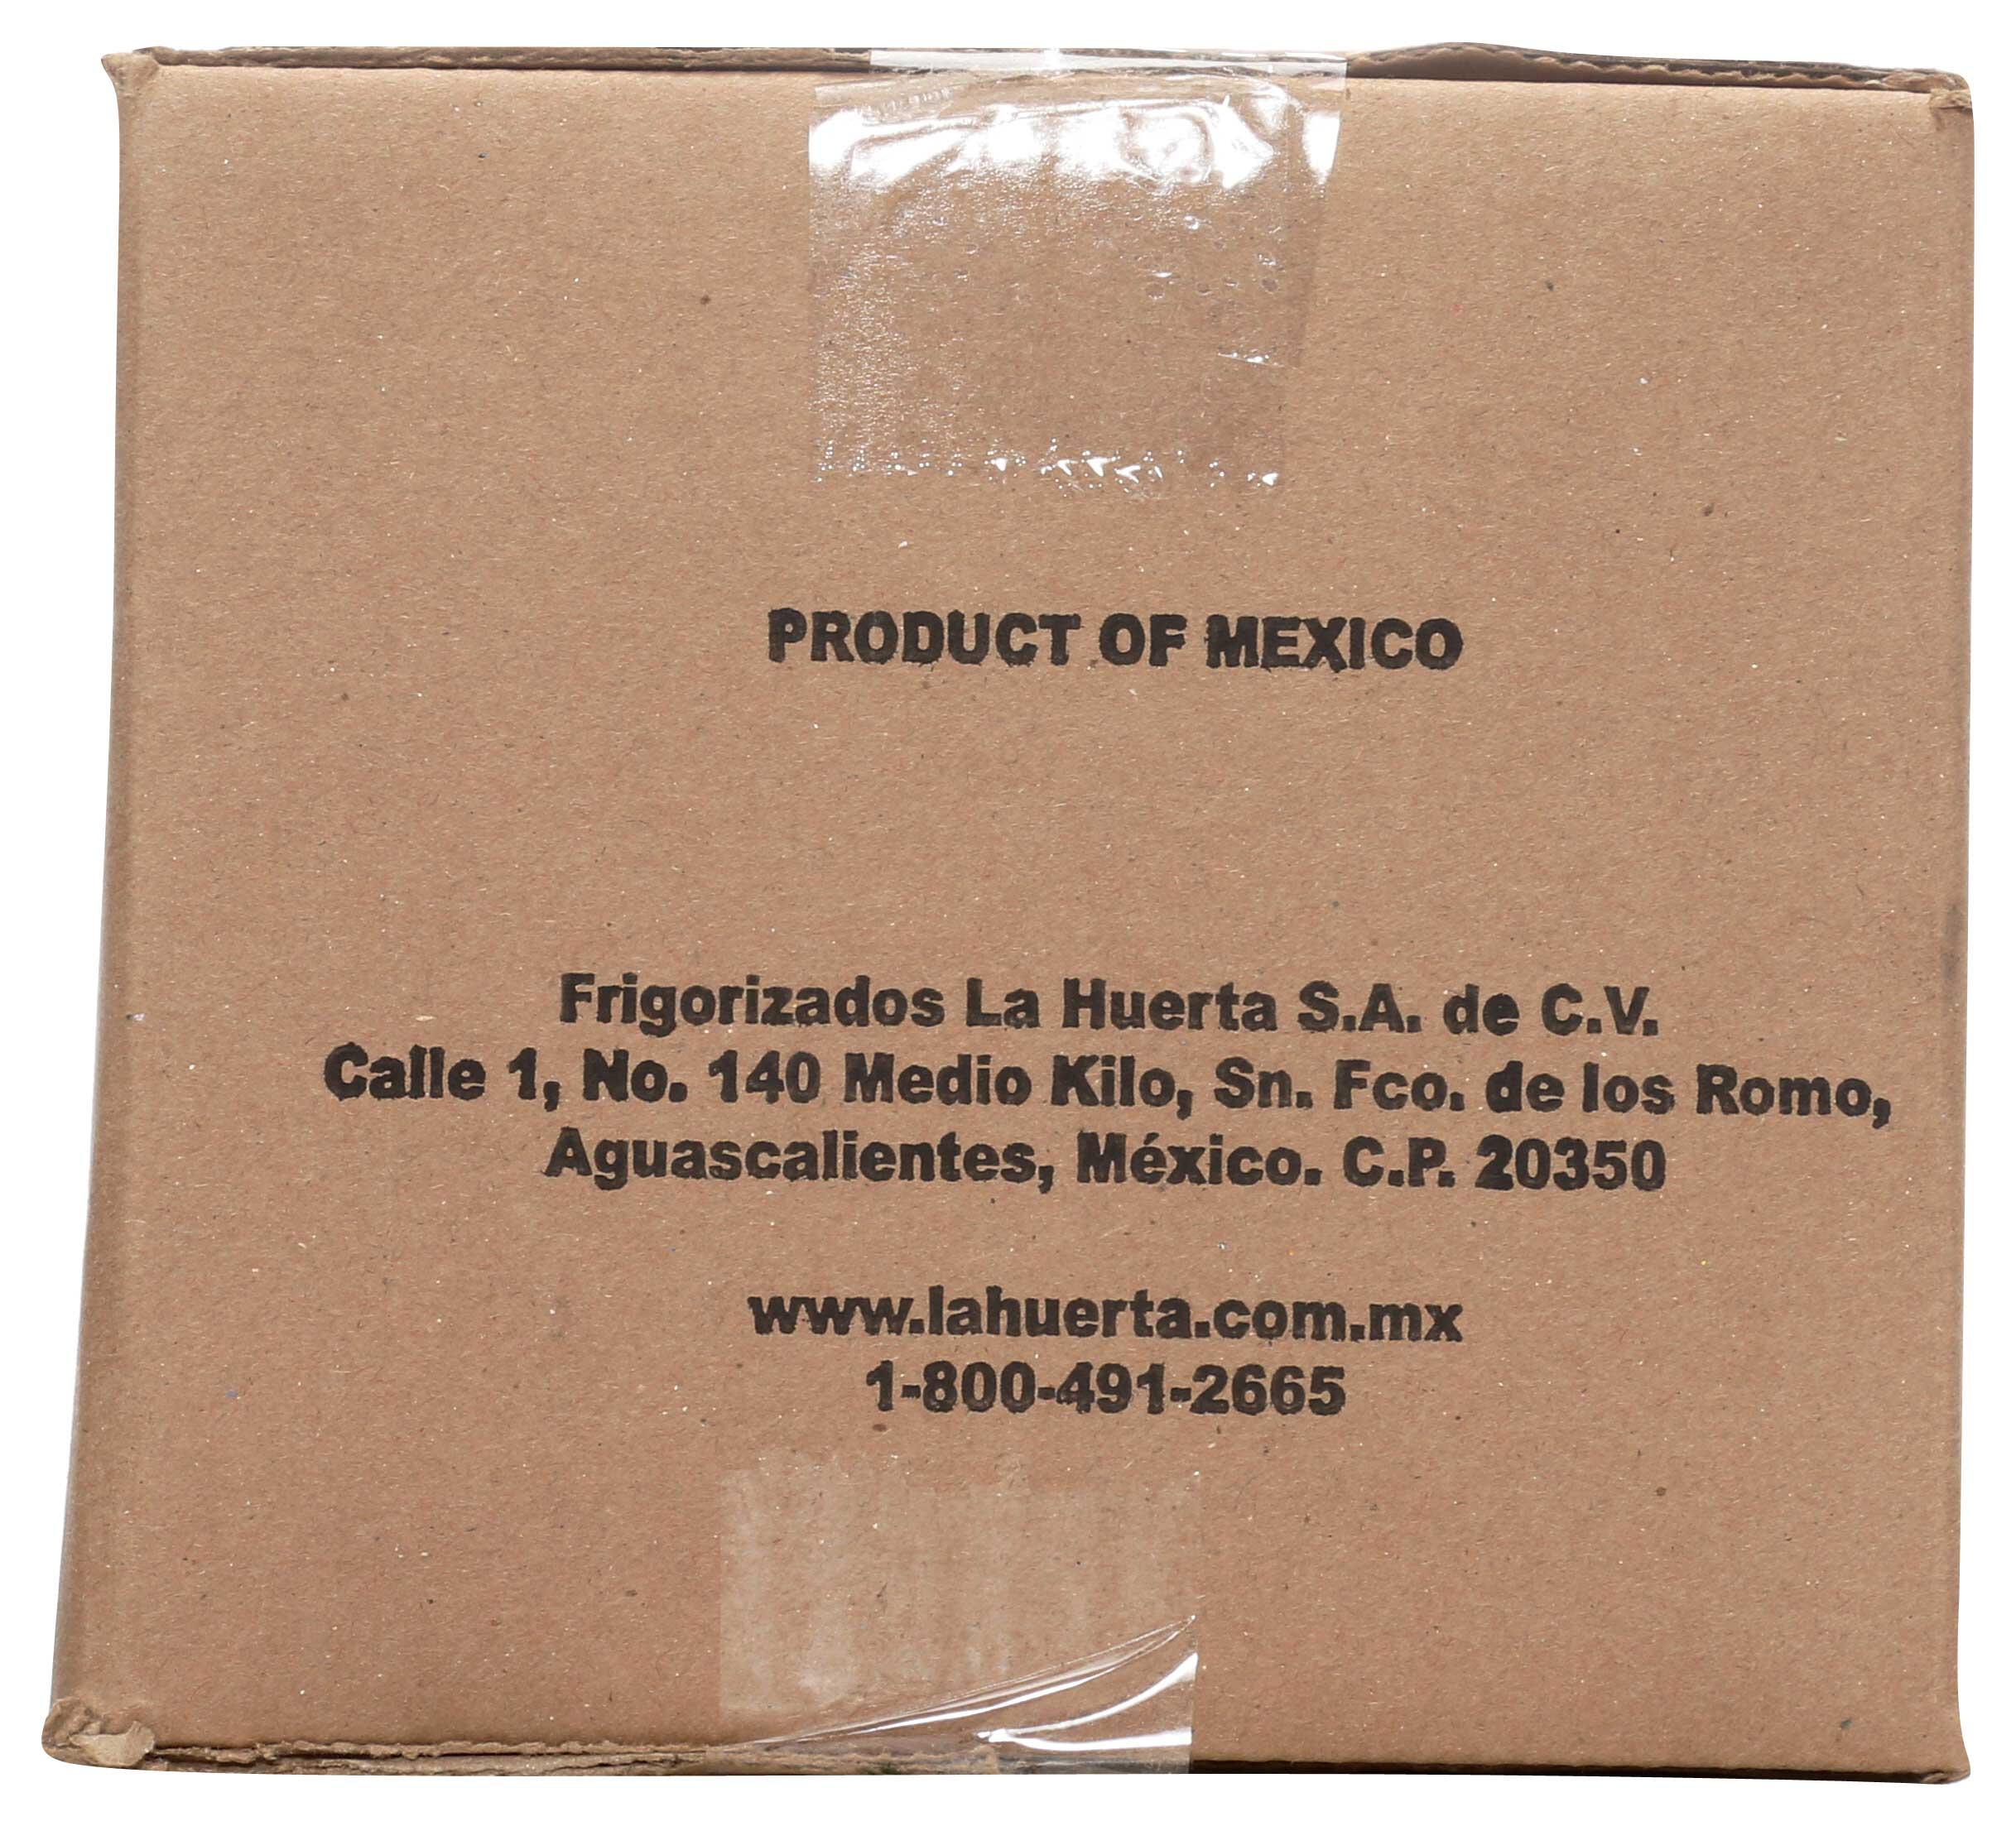 PRODUCT OF MEXICO
Frigorizados La Huerta S.A. de C.V.
Calle 1, No. 140 Medio Kilo, Sn. Fco. de los Romo,
Aguascalientes, México. C.P. 20350
www.lahuerta.com.mx
1-800-491-2665